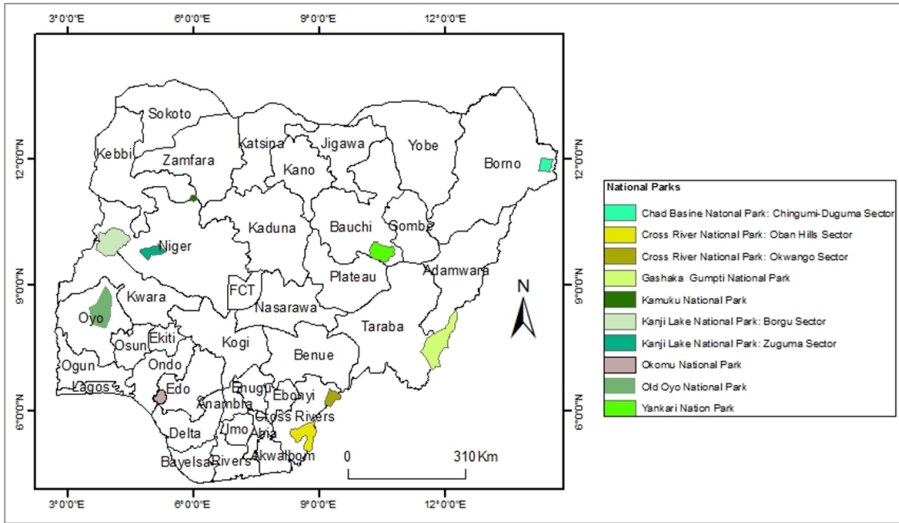 3°0'0"E 6°0'0"E 9°0'0"E 12°0'0"E
12°0'0"N
9°0'0"N
6°0'0"N
12°0'0"N
9°0'0"N
6°0'0"N
Sokoto
Kebbi
Zamfara
Katsina
Jigawa
Kano
Yobe
Borno
Kaduna
Bauchi
Gombe
Niger
Plateau
Adamwara
FCT
Kwara
Nasarawa
Oyo
Taraba
Osun
Ekiti
Kogi
Benue
Ogun
Ondo
Lagos
Edo
Enugu
Anambra
Ebonyi
Cross Rivers
Delta
Imo
Abia
Bayelsa
Rivers
AkwaIbom
N
0 310 Km
3°0'0"E 6°0'0"E 9°0'0"E 12°0'0"E
National Parks
Chad Basine Natonal Park: Chingumi-Duguma Sector
Cross River National Park: Oban Hills Sector
Cross River National Park: Okwango Sector
Gashaka Gumpti National Park
Kamuku National Park
Kanji Lake National Park: Borgu Sector
Kanji Lake National Park: Zuguma Sector
Okomu National Park
Old Oyo National Park
Yankari Nation Park